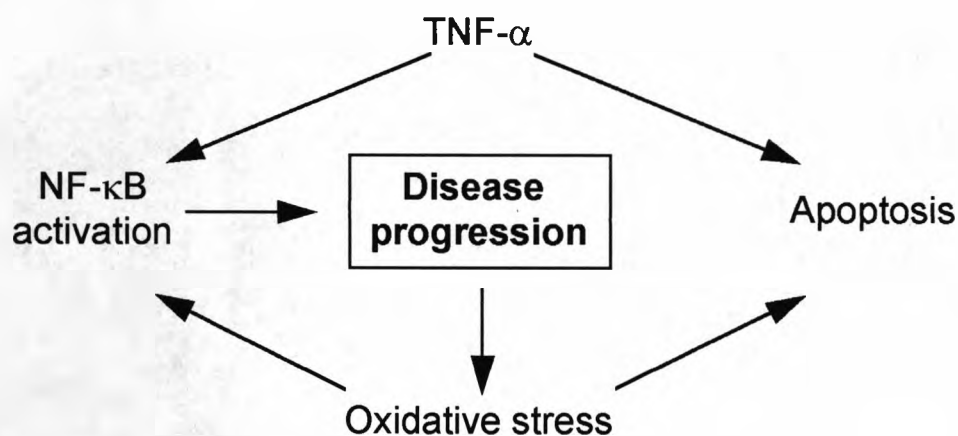 TNF-α
NF-κB
activation
Disease
progression
Apoptosis
Oxidative stress